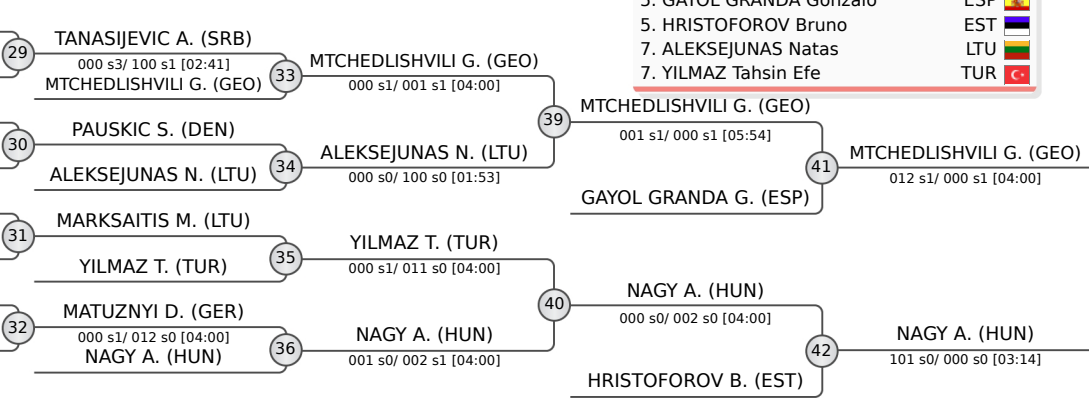 5. GAYOL GRANDA Gonzalo ESP
5. HRISTOFOROV Bruno EST
7. ALEKSEJUNAS Natas LTU
7. YILMAZ Tahsin Efe TUR
29
TANASIJEVIC A. (SRB)
000 s3/ 100 s1 [02:41]
MTCHEDLISHVILI G. (GEO)
33
MTCHEDLISHVILI G. (GEO)
000 s1/ 001 s1 [04:00]
30
PAUSKIC S. (DEN)
ALEKSEJUNAS N. (LTU)
34
ALEKSEJUNAS N. (LTU)
000 s0/ 100 s0 [01:53]
39
MTCHEDLISHVILI G. (GEO)
001 s1/ 000 s1 [05:54]
GAYOL GRANDA G. (ESP)
41
MTCHEDLISHVILI G. (GEO)
012 s1/ 000 s1 [04:00]
31
MARKSAITIS M. (LTU)
YILMAZ T. (TUR)
35
YILMAZ T. (TUR)
000 s1/ 011 s0 [04:00]
32
MATUZNYI D. (GER)
000 s1/ 012 s0 [04:00]
NAGY A. (HUN)
36
NAGY A. (HUN)
001 s0/ 002 s1 [04:00]
40
NAGY A. (HUN)
000 s0/ 002 s0 [04:00]
HRISTOFOROV B. (EST)
42
NAGY A. (HUN)
101 s0/ 000 s0 [03:14]